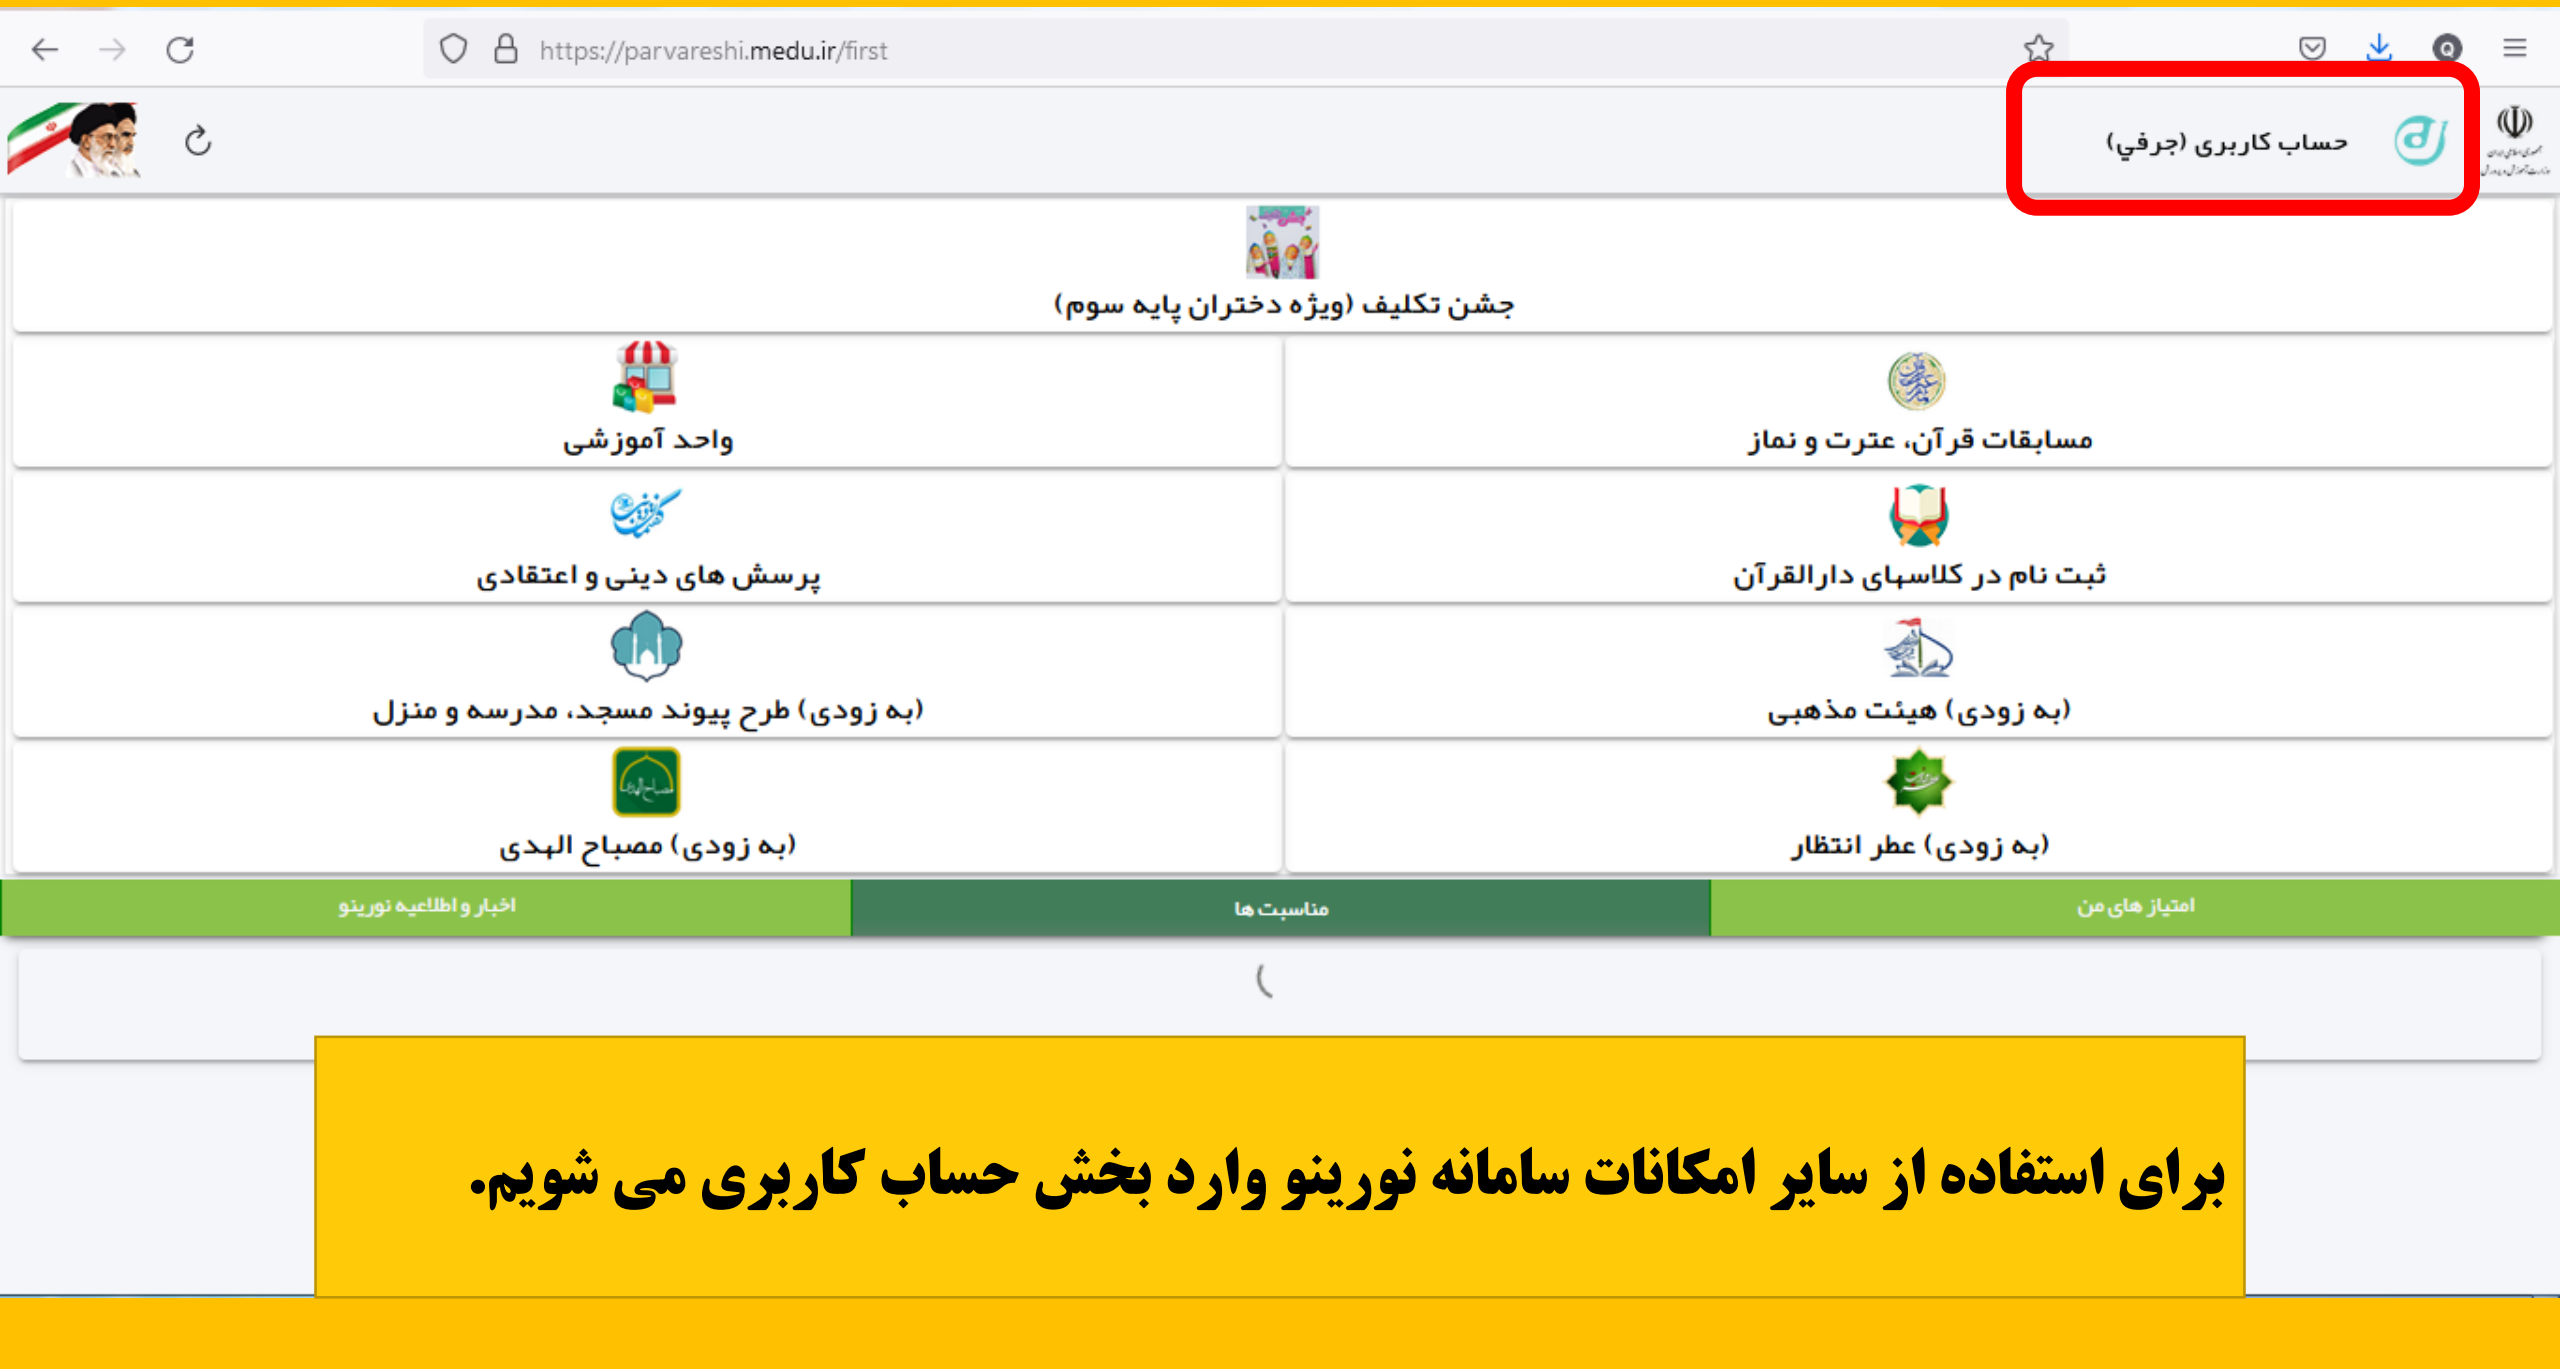 https://parvareshi.medu.ir/first
حساب کاربری (جرفي)
جشن تکلیف (ویژه دختران پایه سوم)
مسابقات قرآن، عترت و نماز
واحد آموزشی
ثبت نام در کلاسهای دارالقرآن
پرسش های دینی و اعتقادی
(به زودی) هیئت مذهبی
(به زودی) طرح پیوند مسجد، مدرسه و منزل
(به زودی) عطر انتظار
(به زودی) مصباح الهدی
امتیاز های من
مناسبت ها
اخبار و اطلاعیه نورینو
برای استفاده از سایر امکانات سامانه نورینو وارد بخش حساب کاربری می شویم.